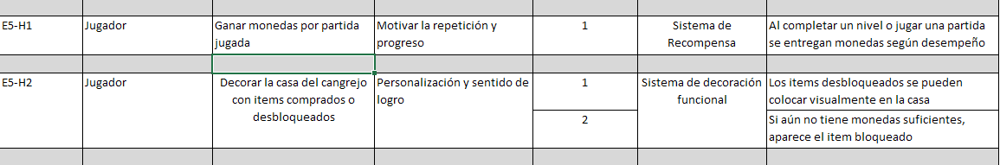 E5-H1
Jugador
Ganar monedas por partida
jugada
Motivar la repetición y
progreso
1
Sistema de
Recompensa
Al completar un nivel o jugar una partida
se entregan monedas según desempeño
E5-H2
Jugador
Decorar la casa del cangrejo
con items comprados o
desbloqueados
Personalización y sentido de
logro
1
Sistema de decoración
funcional
Los items desbloqueados se pueden
colocar visualmente en la casa
2
Si aún no tiene monedas suficientes,
aparece el item bloqueado